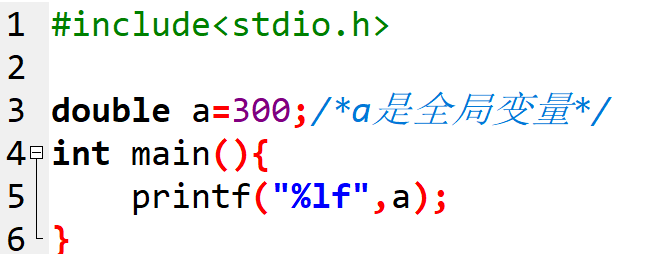 1 #include<stdio.h>
2
3 double a=300;/*a是全局变量*/
4 int main(){
5     printf("%lf",a);
6 }